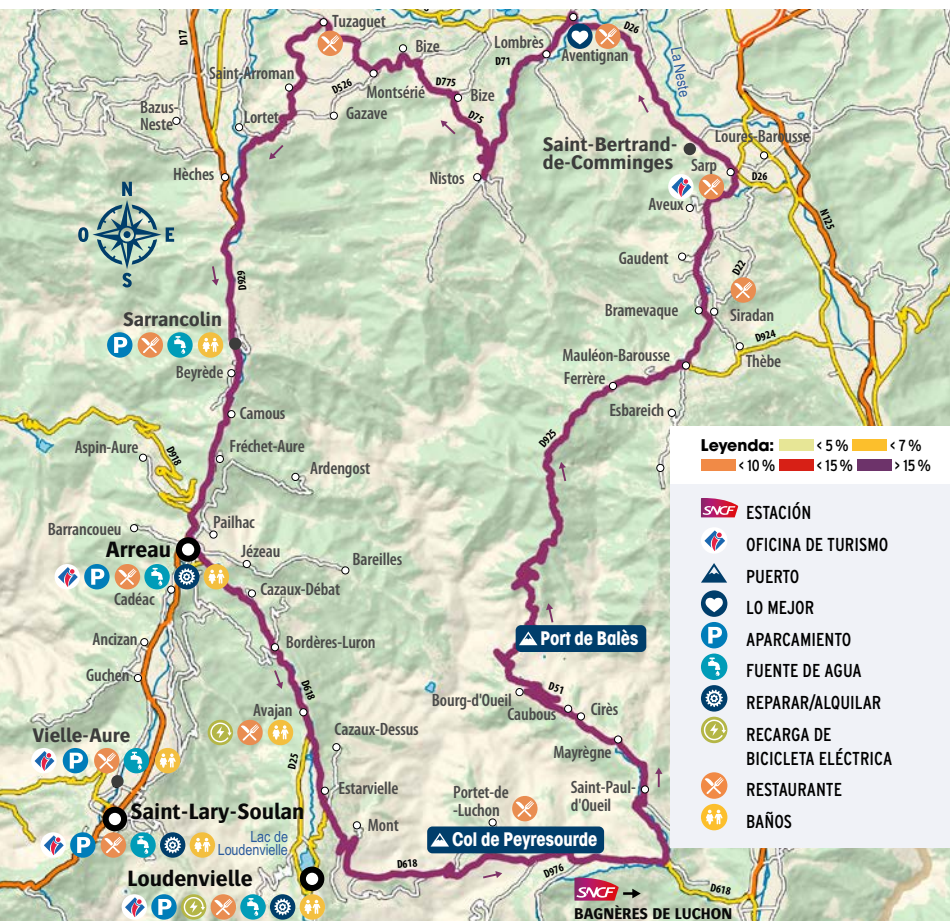 Tuzaguet
D17
Bize
Lombrès
D26
Aventignan
D71
La Neste
Saint-Arroman
D526
Montsérié
D775
Bize
Bazus-
Neste
Gazave
D75
Lortet
Saint-Bertrand-
de-Comminges
Loures-Barousse
Sarp
D26
Hèches
Nistos
Aveux
N
O
E
S
N125
Gaudent
D22
D929
Sarrancolin
P
Bramevaque
Siradan
D924
Mauléon-Barousse
Thèbe
Beyrède
Ferrère
Esbareich
Camous
D925
Leyenda:
< 5 %
< 7 %
< 10 %
< 15 %
> 15 %
Aspin-Aure
D918
Fréchet-Aure
Ardengost
SNCF
ESTACIÓN
OFICINA DE TURISMO
PUERTO
LO MEJOR
P
APARCAMIENTO
FUENTE DE AGUA
REPARAR/ALQUILAR
RECARGA DE
BICICLETA ELÉCTRICA
RESTAURANTE
BAÑOS
Barrancoueu
Pailhac
Arreau
Jézeau
Bareilles
P
Cadéac
Cazaux-Débat
Ancizan
Bordères-Luron
Port de Balès
Guchen
D618
Bourg-d'Oueil
D51
Caubous
Cirès
Avajan
Cazaux-Dessus
Vielle-Aure
P
D25
Mayrègne
Estarvielle
Saint-Paul-
d'Oueil
Portet-de
-Luchon
Saint-Lary-Soulan
P
Mont
Lac de
Loudenvielle
Col de Peyresourde
Loudenvielle
D618
D976
P
SNCF
D618
BAGNÈRES DE LUCHON